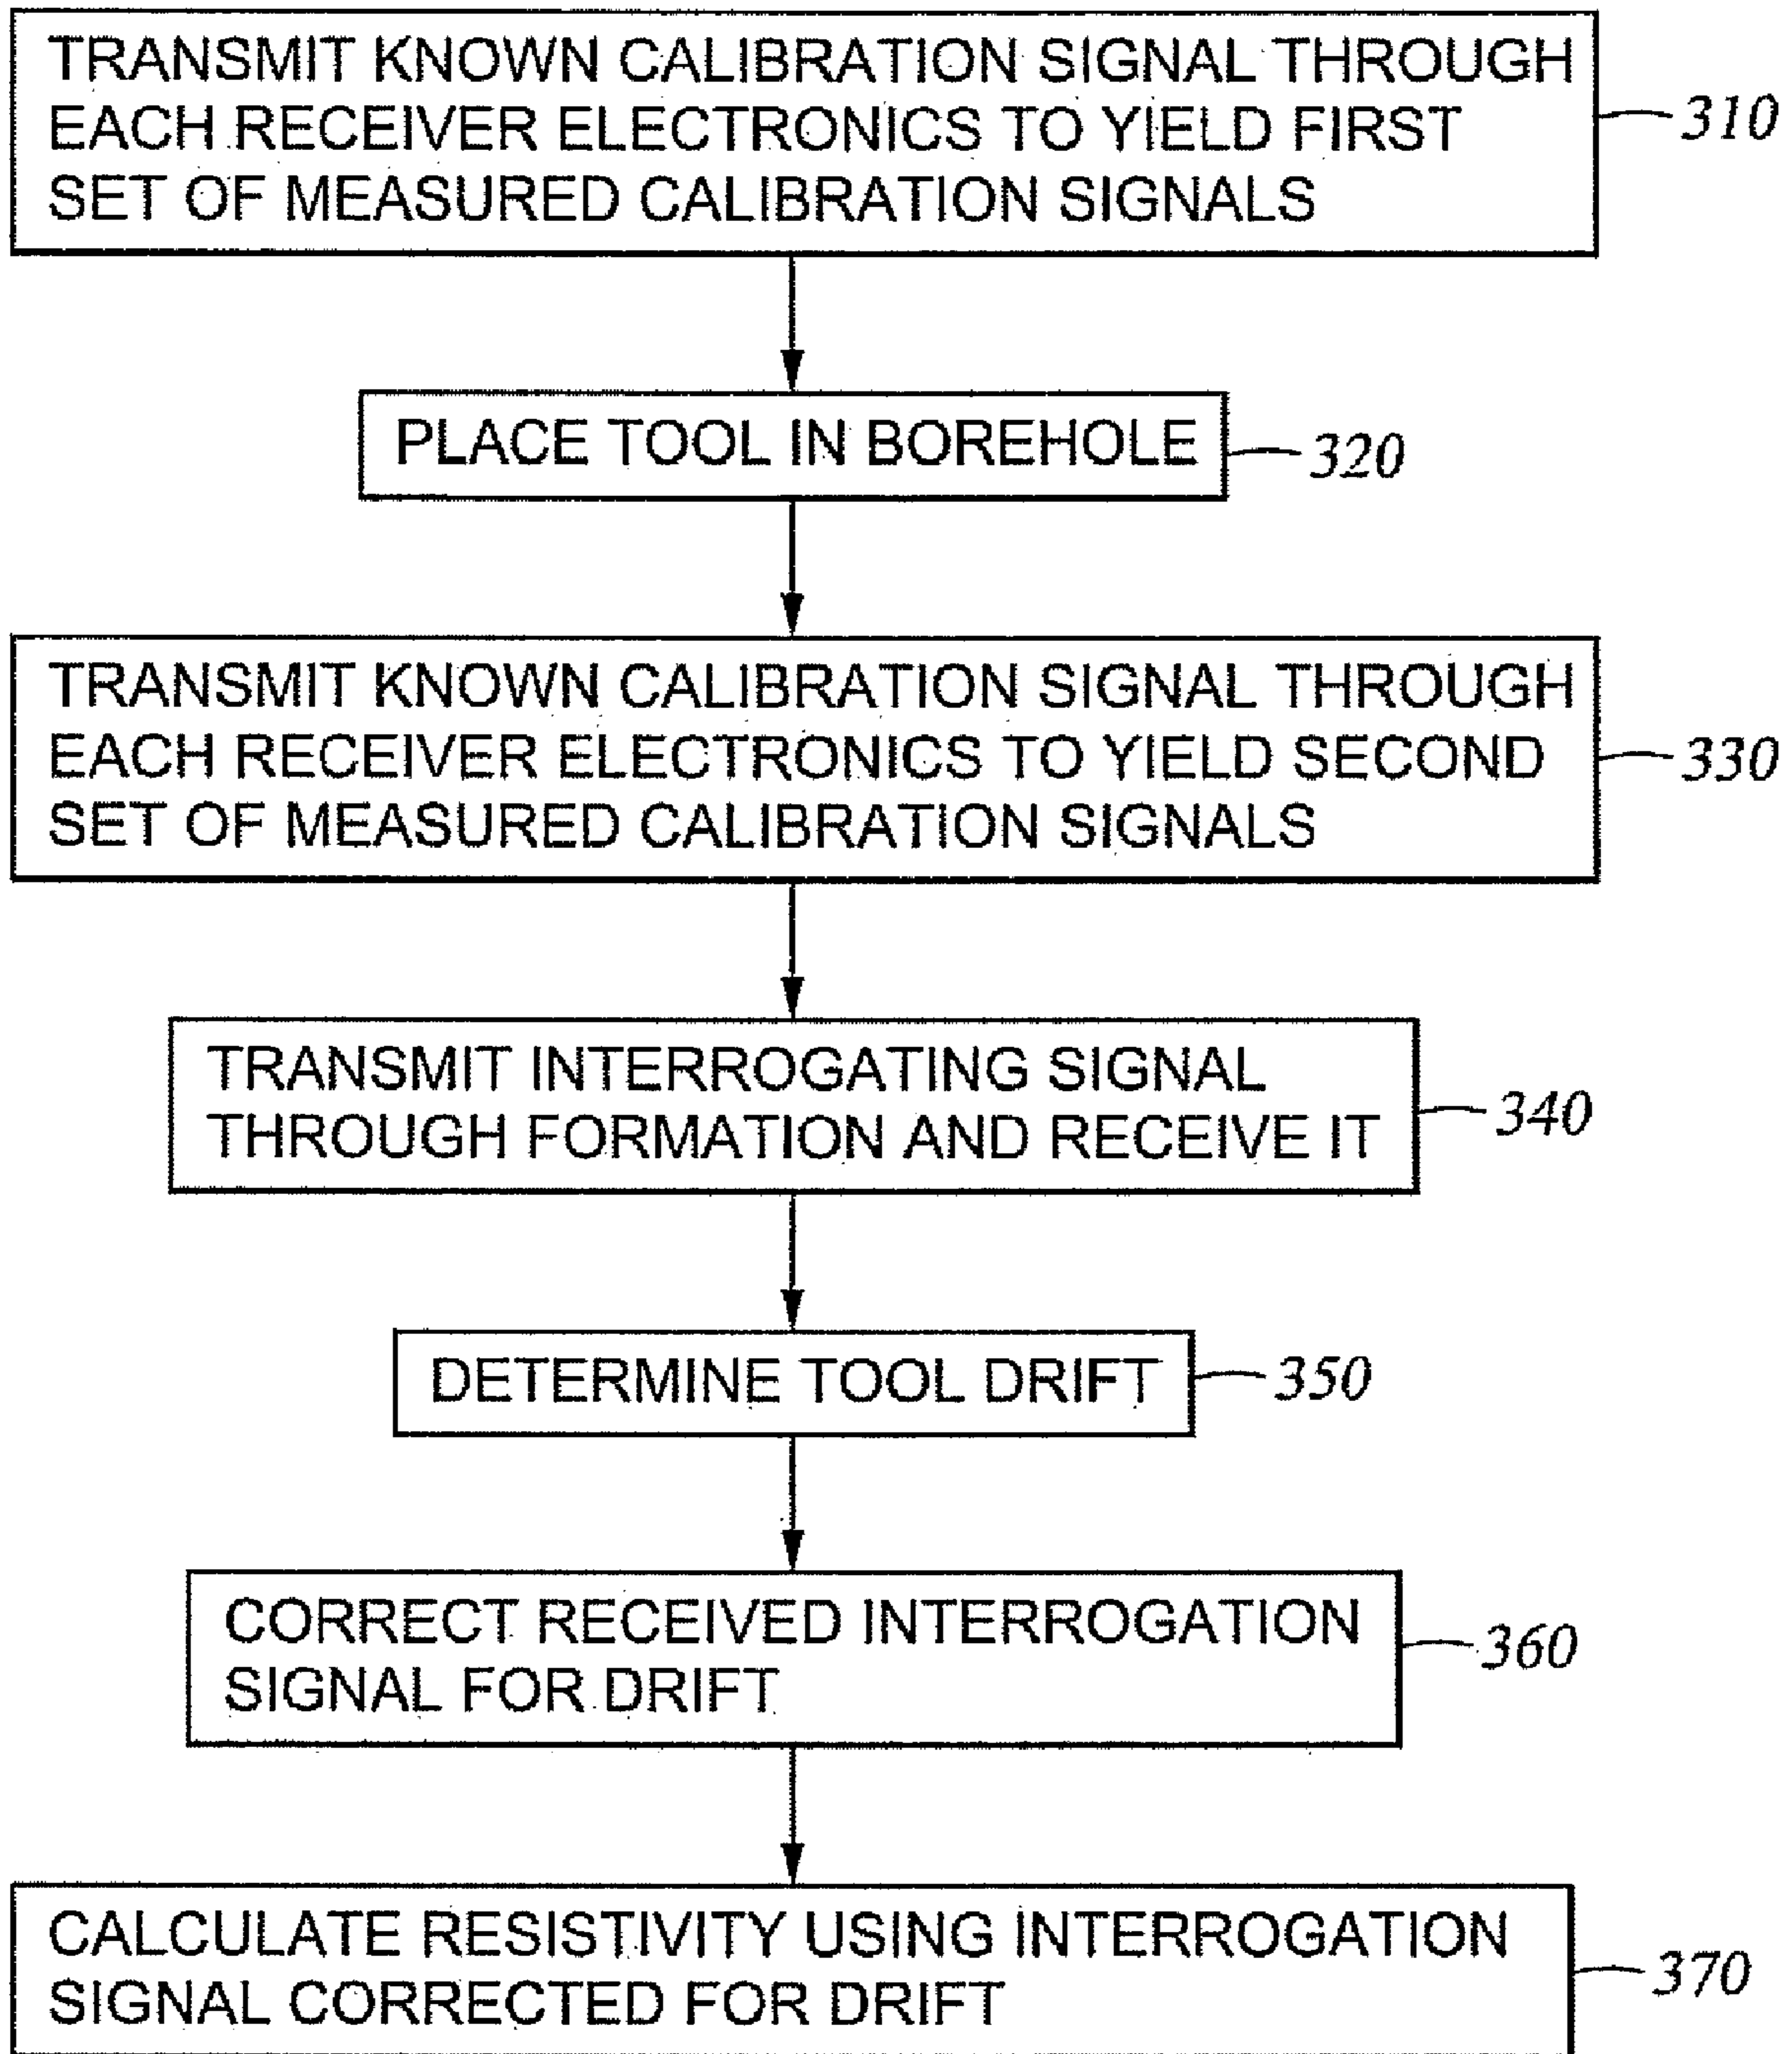 TRANSMIT KNOWN CALIBRATION SIGNAL THROUGH
EACH RECEIVER ELECTRONICS TO YIELD FIRST
SET OF MEASURED CALIBRATION SIGNALS
310
PLACE TOOL IN BOREHOLE
320
TRANSMIT KNOWN CALIBRATION SIGNAL THROUGH
EACH RECEIVER ELECTRONICS TO YIELD SECOND
SET OF MEASURED CALIBRATION SIGNALS
330
TRANSMIT INTERROGATING SIGNAL
THROUGH FORMATION AND RECEIVE IT
340
DETERMINE TOOL DRIFT
350
CORRECT RECEIVED INTERROGATION
SIGNAL FOR DRIFT
360
CALCULATE RESISTIVITY USING INTERROGATION
SIGNAL CORRECTED FOR DRIFT
370